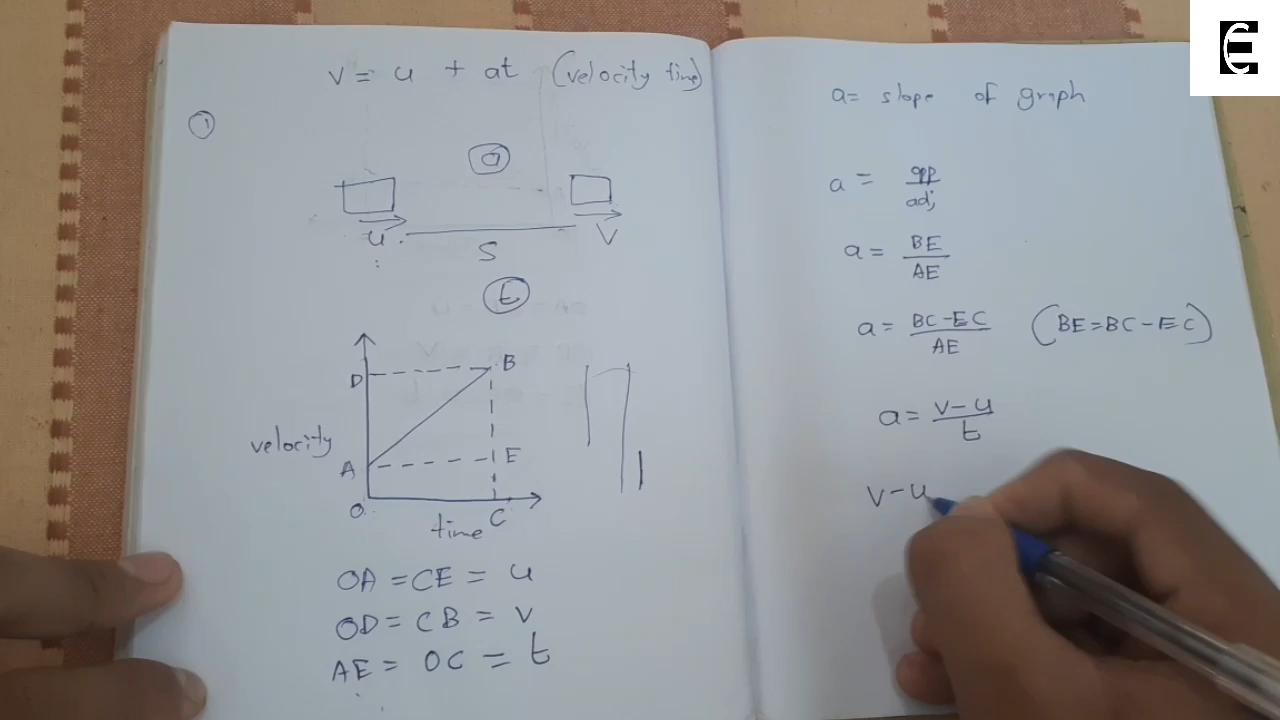 v = u + at (velocity time)
1
a
u
S
V
t
D
B
velocity
A
E
O
time
C
OA = CE = u
OD = CB = v
AE = OC = t
a = slope of graph
a = opp/adj
a = BE/AE
a = BC-EC/AE (BE=BC-EC)
a = v-u/t
v-u
E